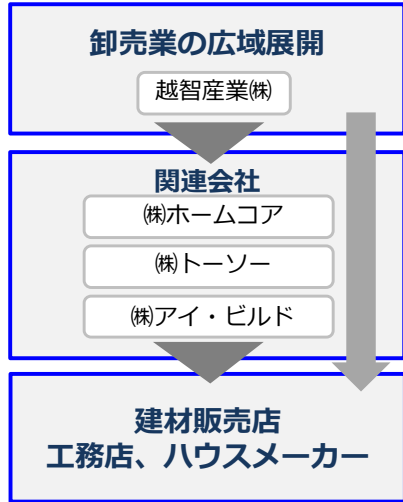 卸売業の広域展開
越智産業㈱
関連会社
㈱ホームコア
㈱トーソー
㈱アイ・ビルド
建材販売店
工務店、ハウスメーカー